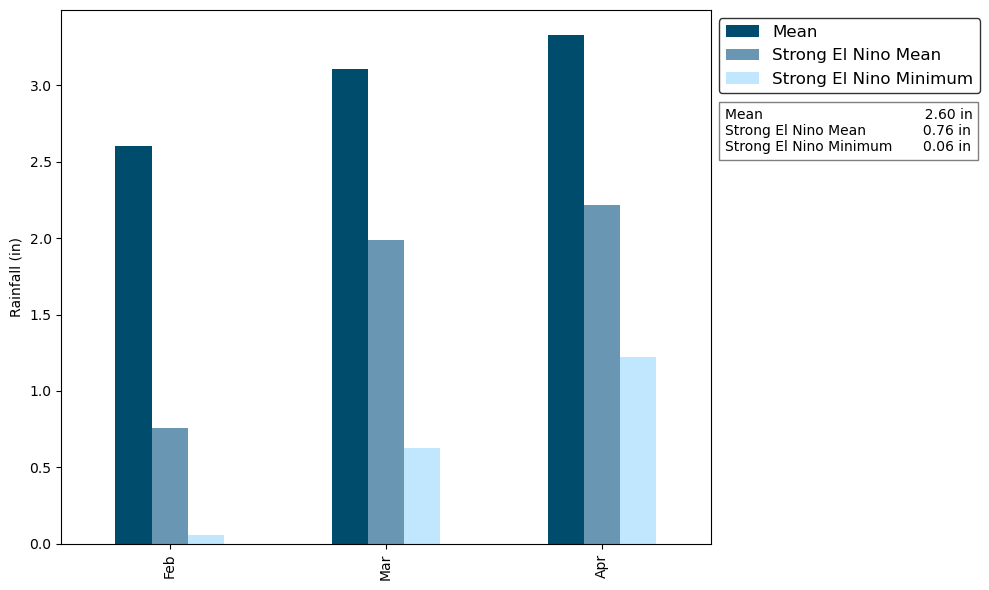 Mean
Strong El Nino Mean
Strong El Nino Minimum
Mean 2.60 in
Strong El Nino Mean 0.76 in
Strong El Nino Minimum 0.06 in
Rainfall (in)
3.0
2.5
2.0
1.5
1.0
0.5
0.0
Feb
Mar
Apr